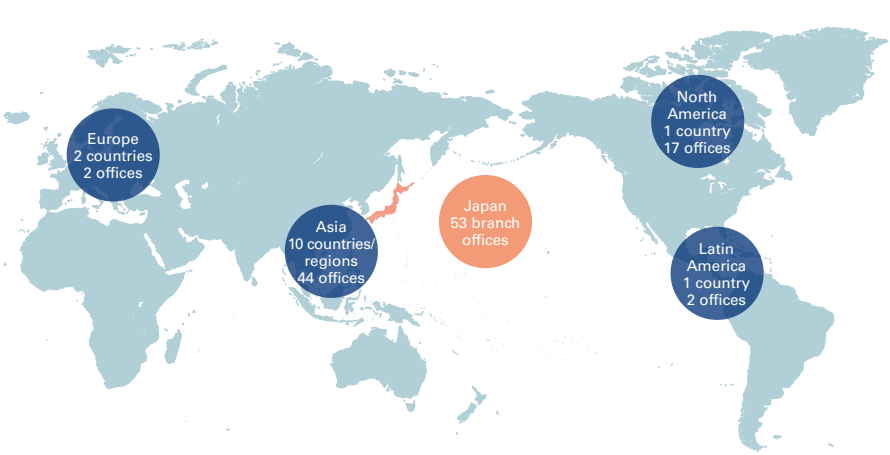 Europe
2 countries
2 offices
Asia
10 countries/
regions
44 offices
Japan
53 branch
offices
North
America
1 country
17 offices
Latin
America
1 country
2 offices